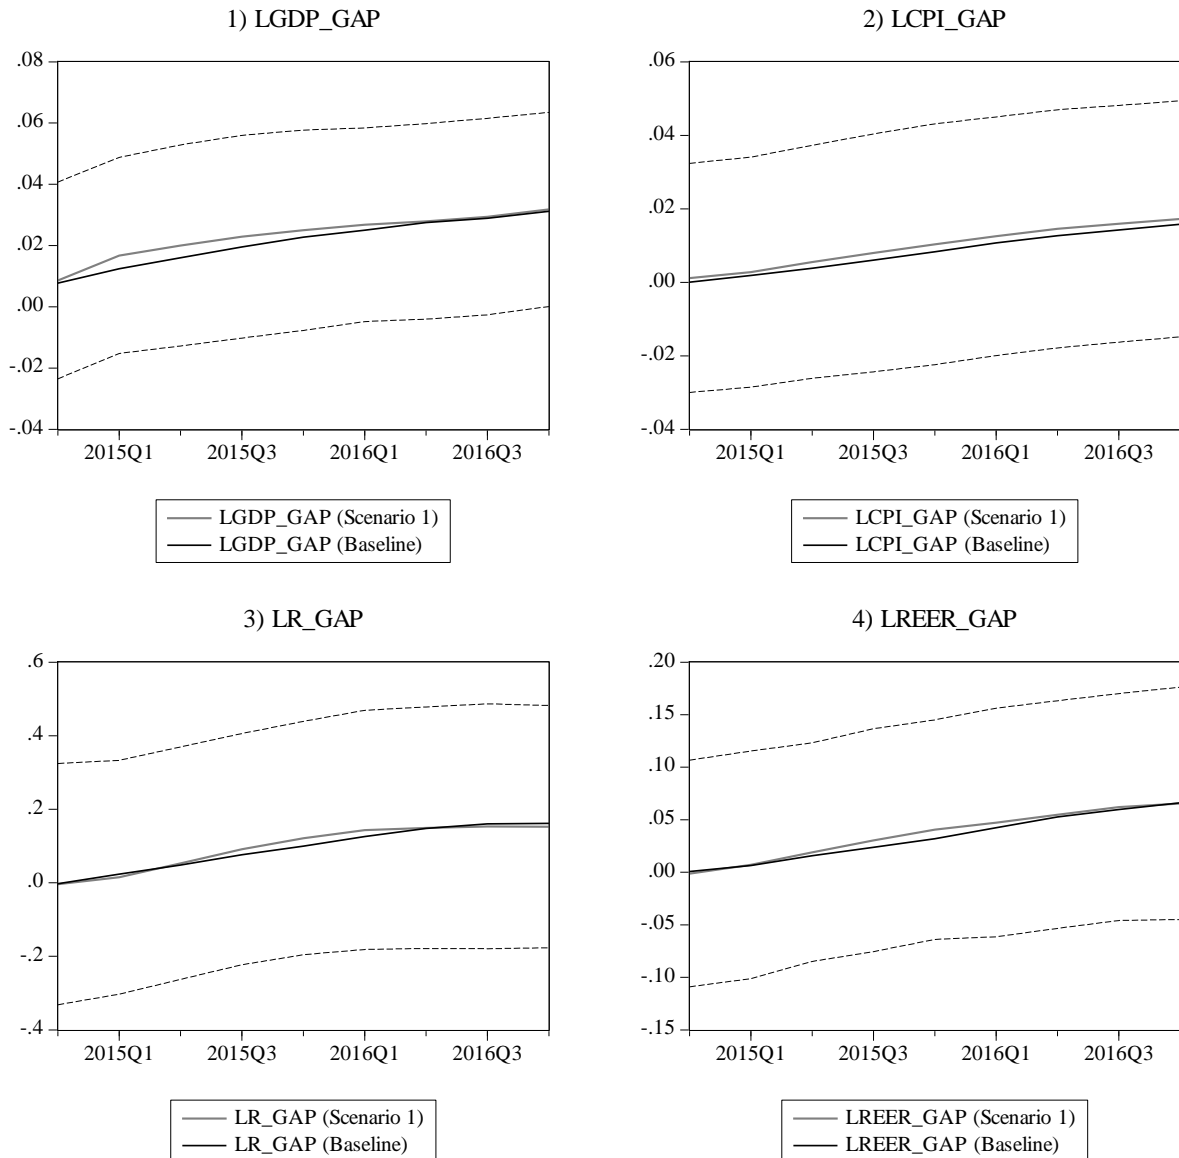 1) LGDP_GAP
.08
.06
.04
.02
.00
-.02
-.04
2015Q1 2015Q3 2016Q1 2016Q3
LGDP_GAP (Scenario 1)
LGDP_GAP (Baseline)
2) LCPI_GAP
.06
.04
.02
.00
-.02
-.04
2015Q1 2015Q3 2016Q1 2016Q3
LCPI_GAP (Scenario 1)
LCPI_GAP (Baseline)
3) LR_GAP
.6
.4
.2
.0
-.2
-.4
2015Q1 2015Q3 2016Q1 2016Q3
LR_GAP (Scenario 1)
LR_GAP (Baseline)
4) LREER_GAP
.20
.15
.10
.05
.00
-.05
-.10
-.15
2015Q1 2015Q3 2016Q1 2016Q3
LREER_GAP (Scenario 1)
LREER_GAP (Baseline)